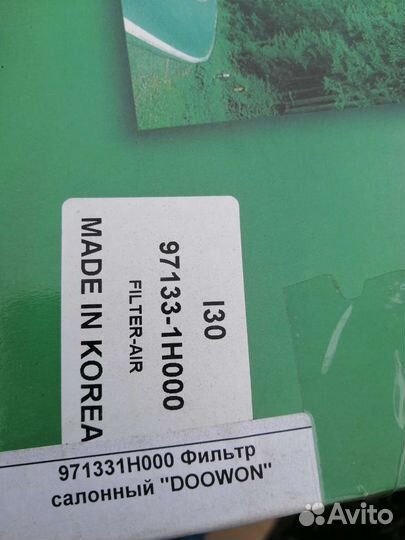 I30
97133-1H000
FILTER-AIR
MADE IN KOREA
971331H000 Фильтр
салонный "DOOWON"
Avito